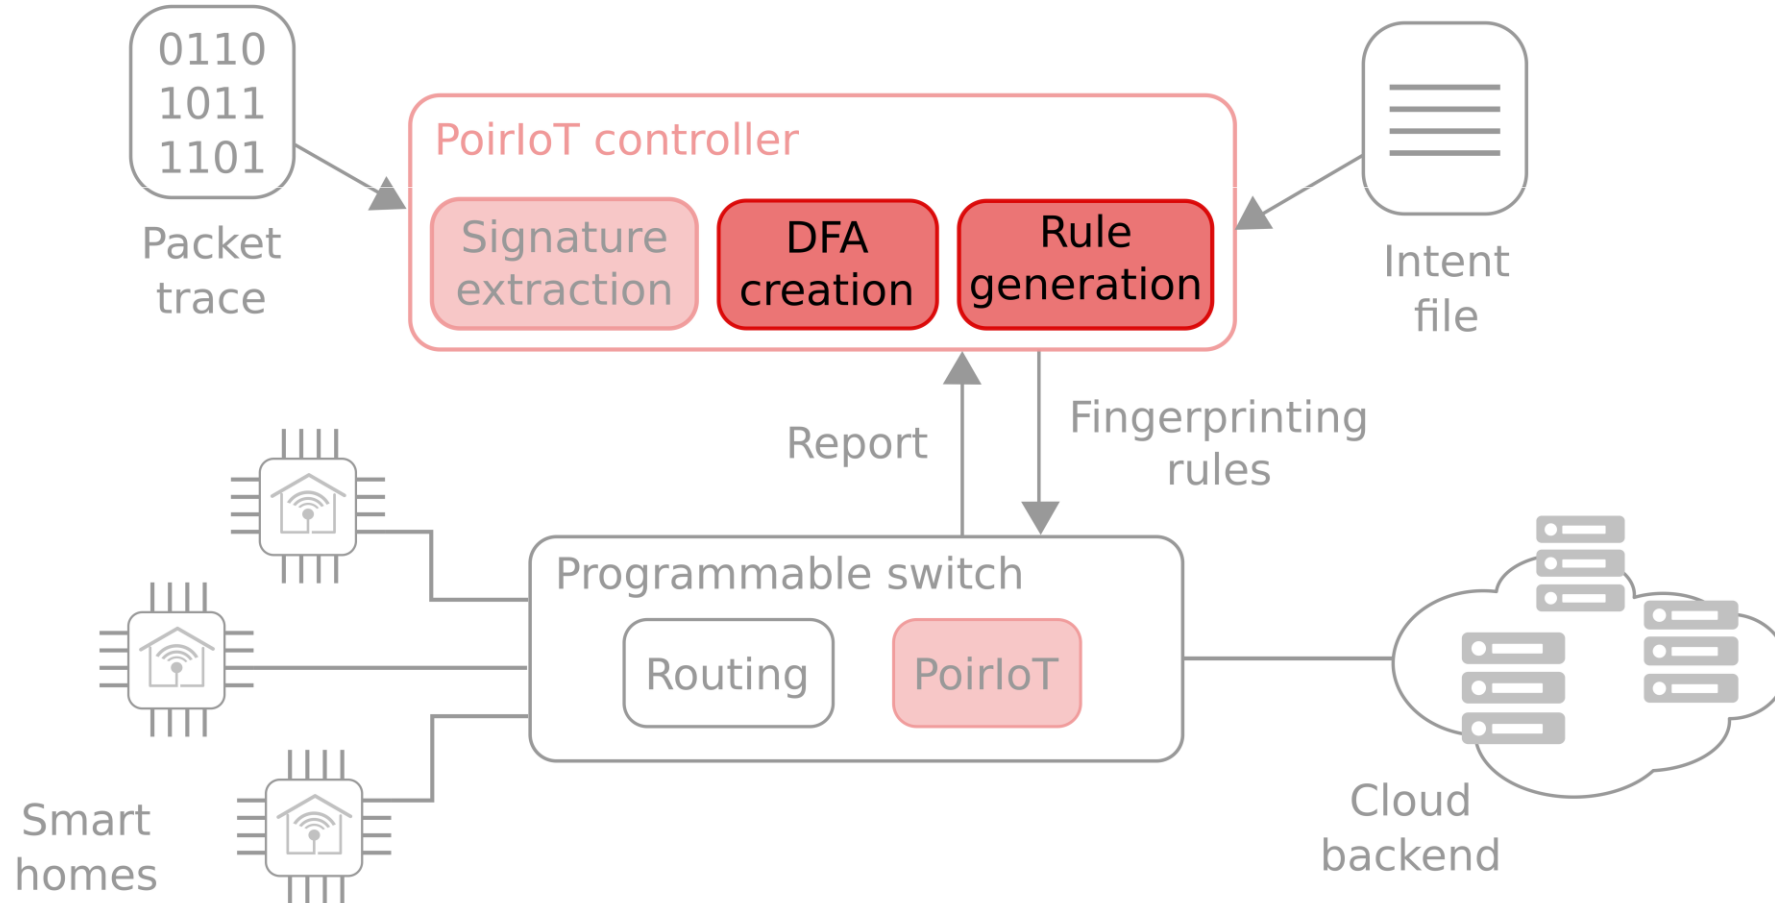 0110
1011
1101
Packet
trace
PoirIoT controller
Signature
extraction
DFA
creation
Rule
generation
Intent
file
Report
Fingerprinting
rules
Programmable switch
Routing
PoirIoT
Smart
homes
Cloud
backend